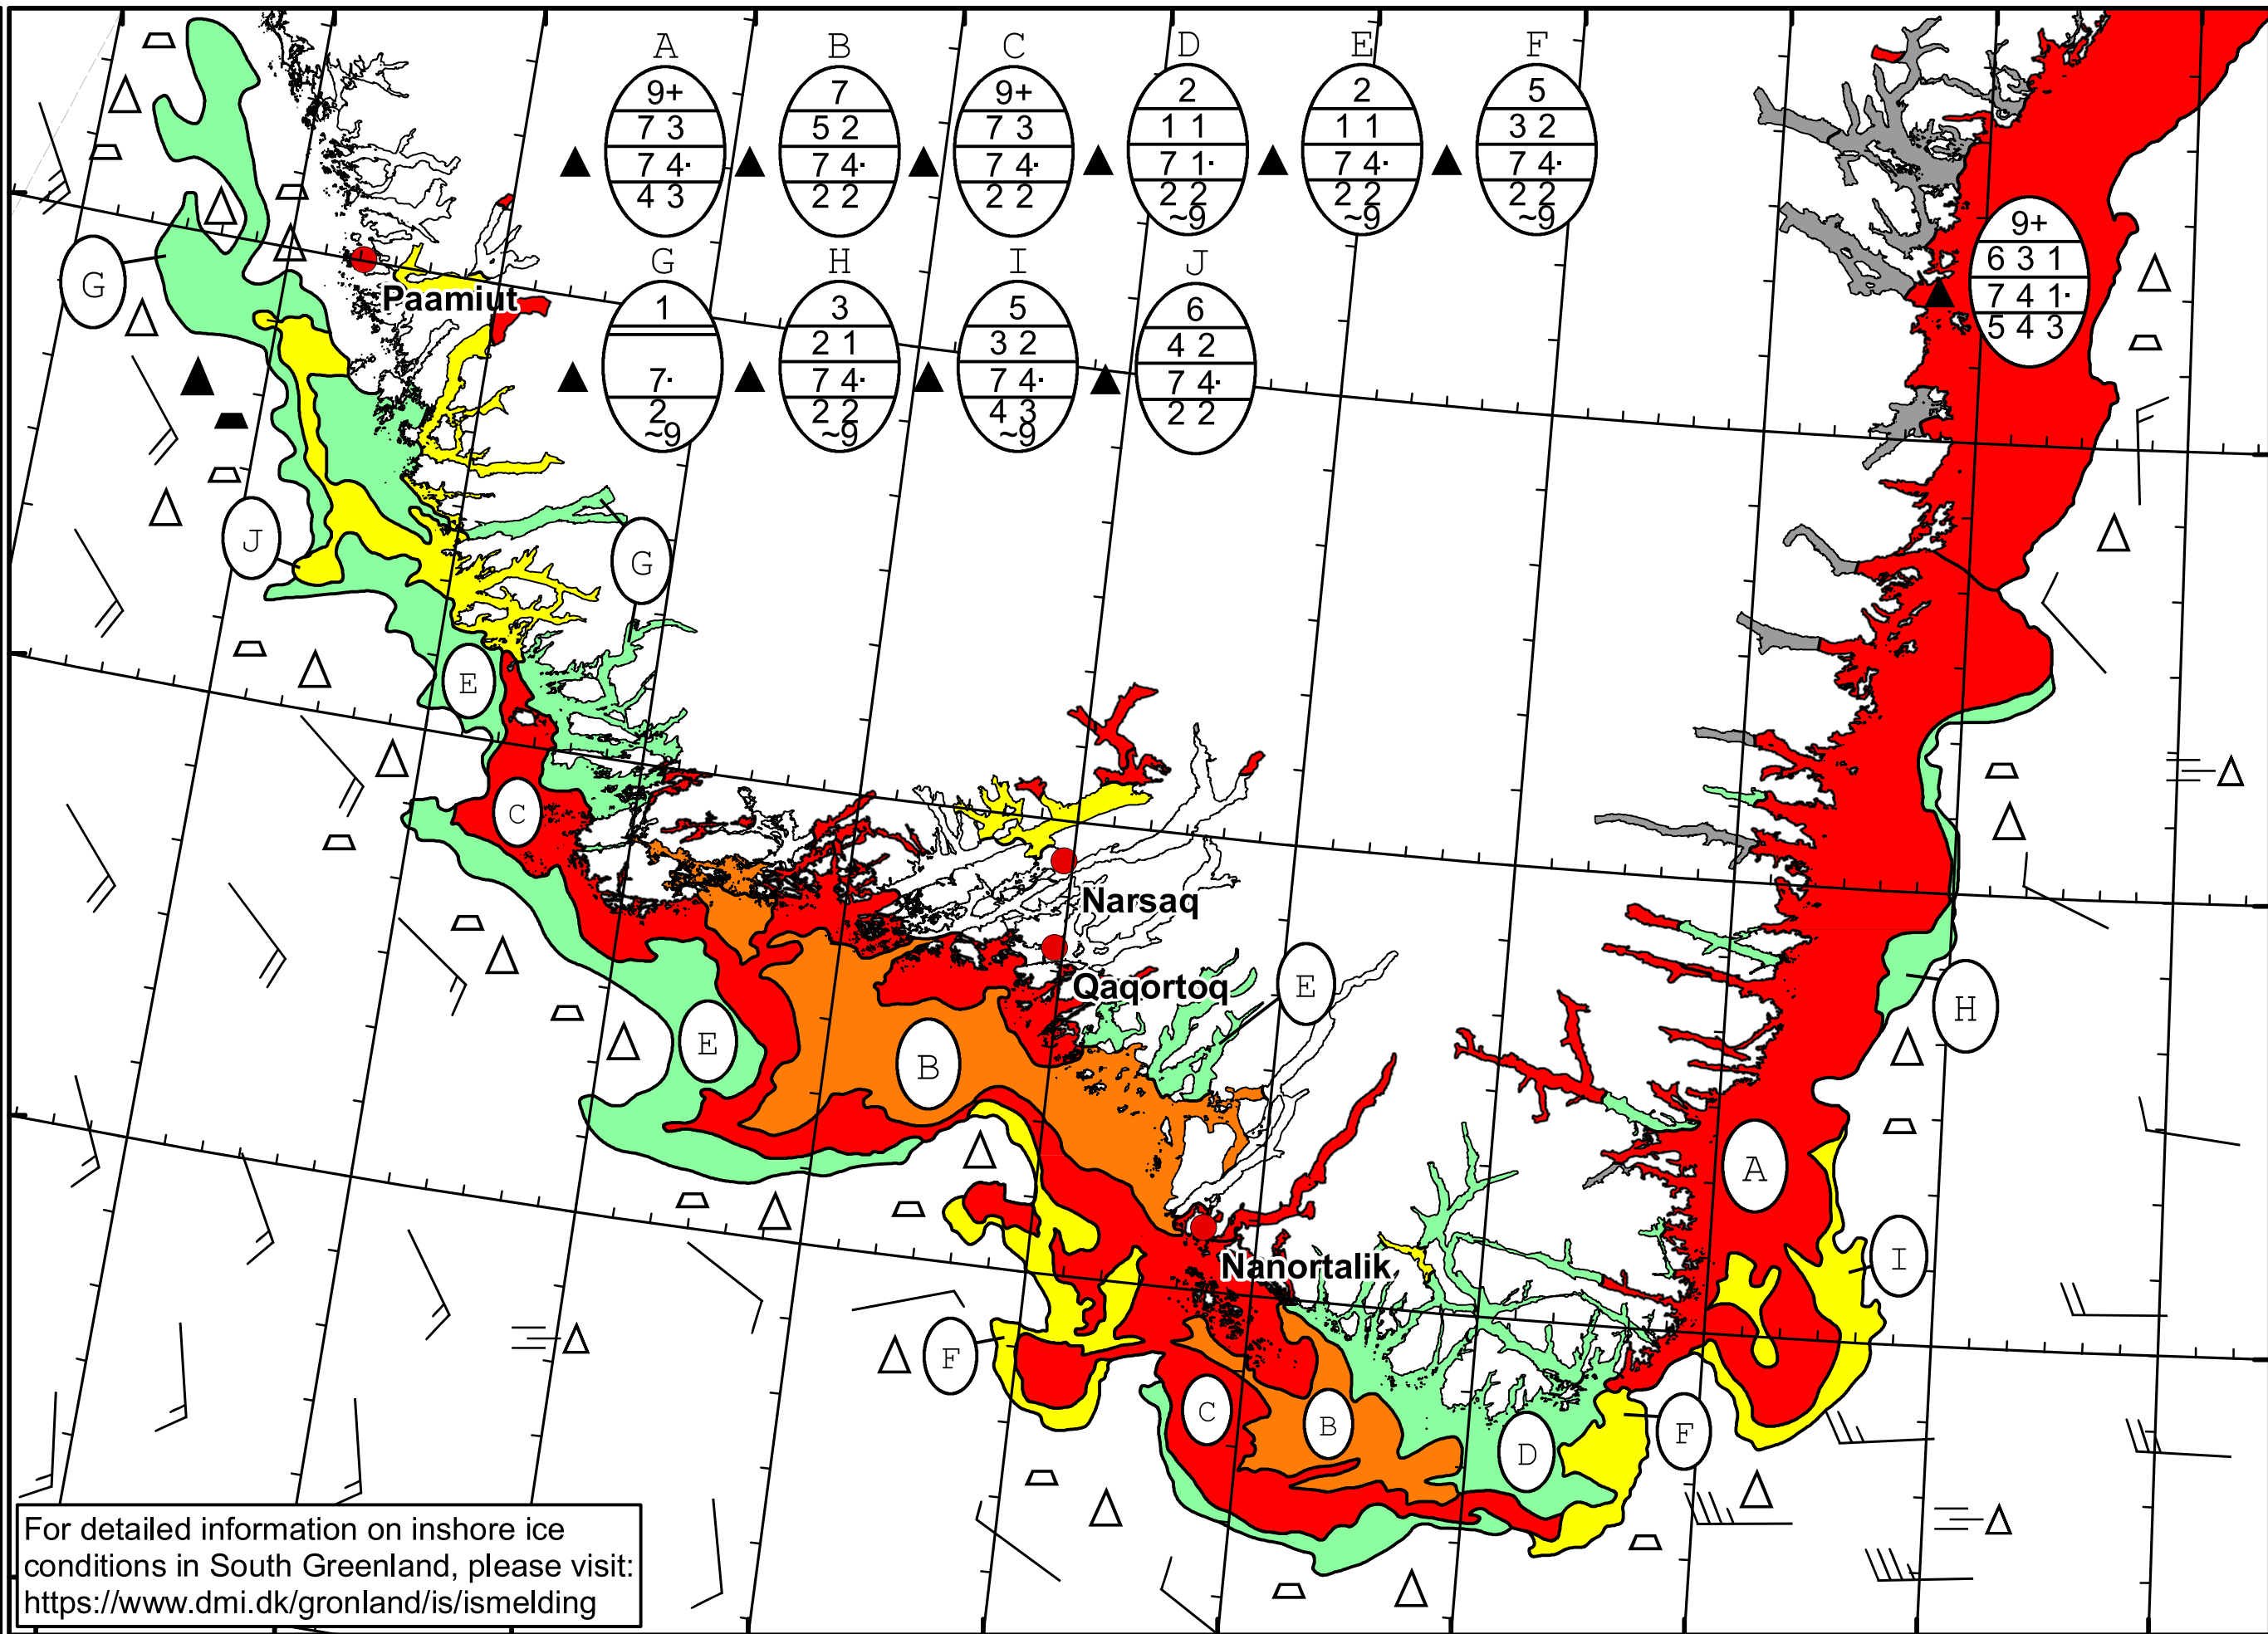 A B C D E F
9+ 7 9+ 2 2 5
7 3 5 2 7 3 1 1 1 1 3 2
7 4· 7 4· 7 4· 7 1· 7 4· 7 4·
4 3 2 2 2 2 2 2 2 2 2 2
~9 ~9 ~9
9+
6 3 1
7 4 1·
5 4 3
G H I J
1 3 5 6
2 1 3 2 4 2
7· 7 4· 7 4· 7 4·
2 2 2 4 3 2 2
~9 ~9 ~9
G
Paamiut
J
G
E
C
Narsaq
Qaqortoq
E
H
E
B
A
I
Nanortalik
F
C
B
D
F
For detailed information on inshore ice
conditions in South Greenland, please visit:
https://www.dmi.dk/gronland/is/ismelding